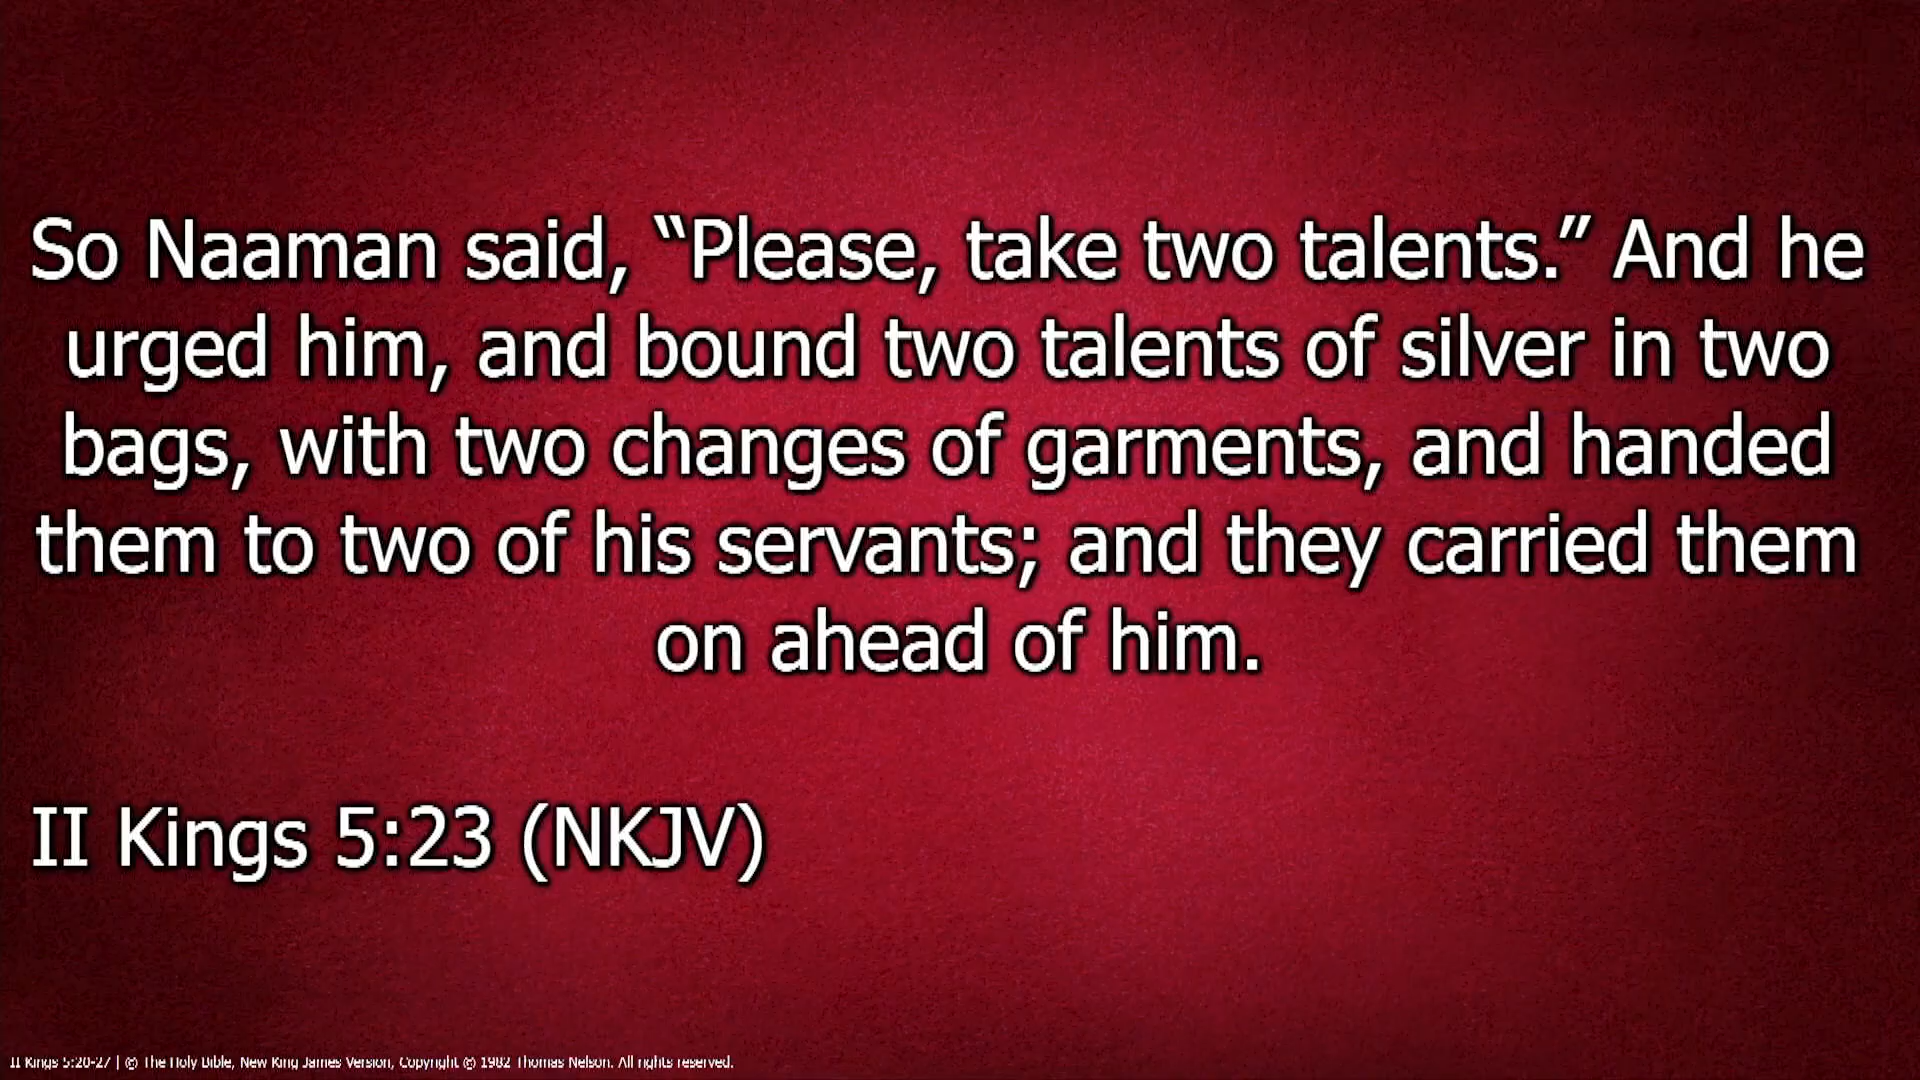 So Naaman said, “Please, take two talents.” And he
urged him, and bound two talents of silver in two
bags, with two changes of garments, and handed
them to two of his servants; and they carried them
on ahead of him.
II Kings 5:23 (NKJV)
II Kings 5:20-27 | © The Holy Bible, New King James Version, Copyright © 1982 Thomas Nelson. All rights reserved.